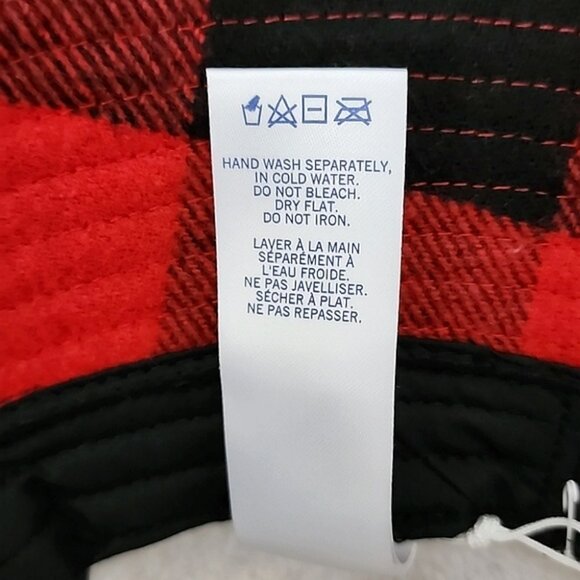 HAND WASH SEPARATELY,
IN COLD WATER.
DO NOT BLEACH.
DRY FLAT.
DO NOT IRON.
LAVER À LA MAIN
SÉPARÉMENT À
L'EAU FROIDE.
NE PAS JAVELLISER.
SÉCHER À PLAT.
NE PAS REPASSER.